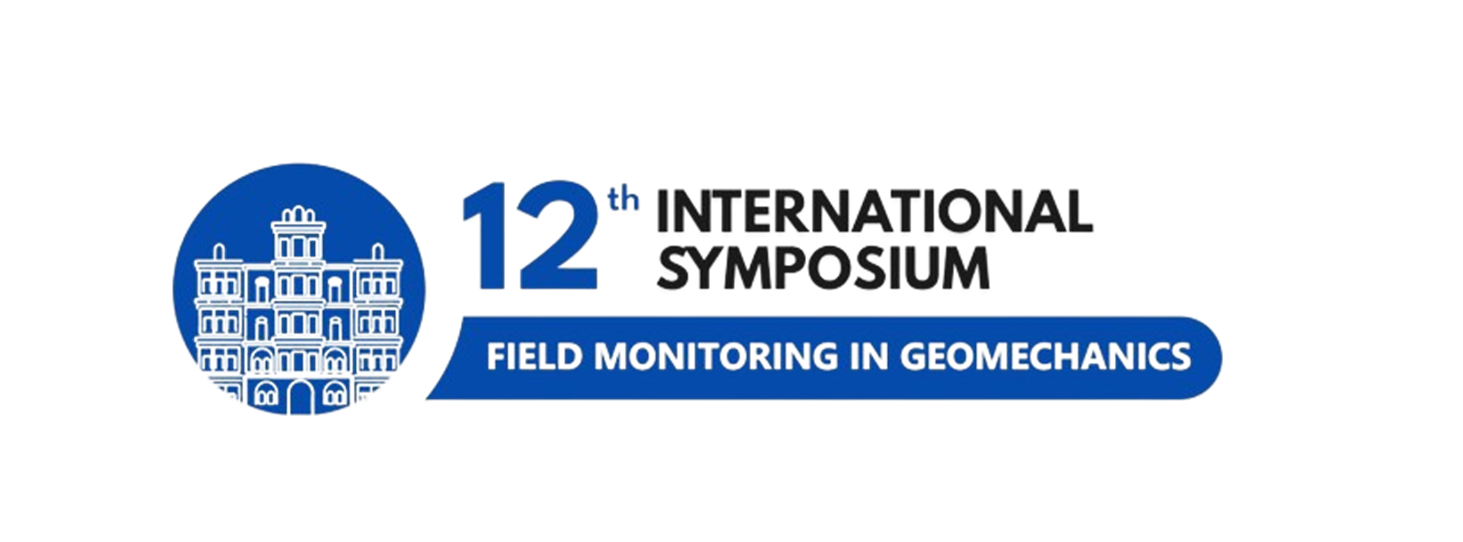 12th INTERNATIONAL
SYMPOSIUM
FIELD MONITORING IN GEOMECHANICS